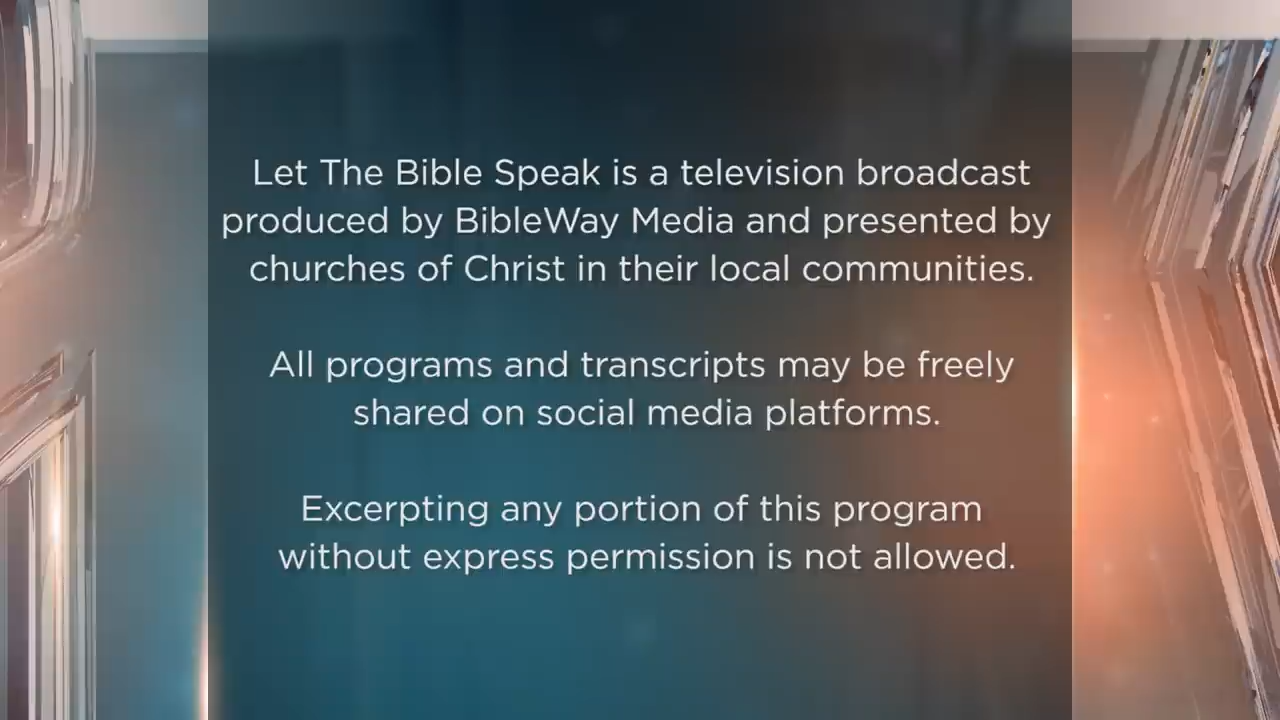 Let The Bible Speak is a television broadcast
produced by BibleWay Media and presented by
churches of Christ in their local communities.
All programs and transcripts may be freely
shared on social media platforms.
Excerpting any portion of this program
without express permission is not allowed.